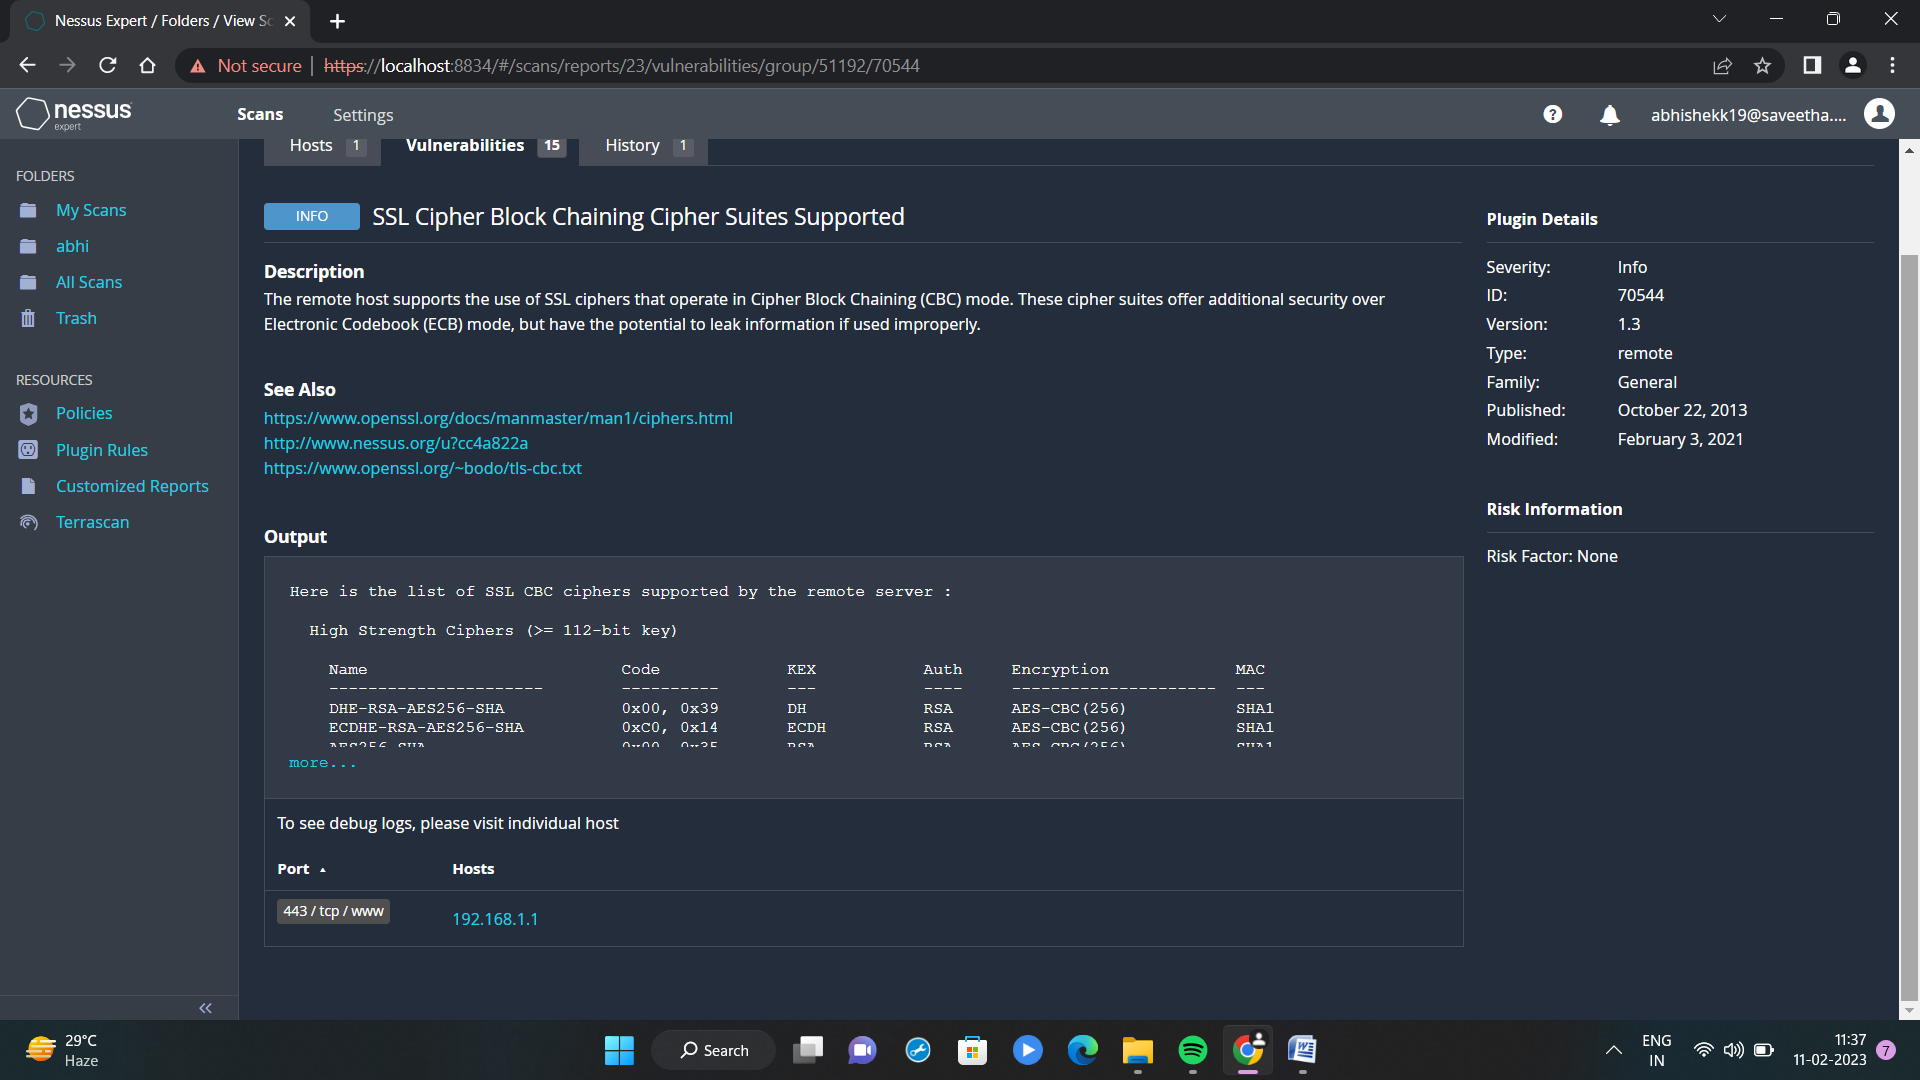 Nessus Expert / Folders / View Sc
Not secure
https://localhost:8834/#/scans/reports/23/vulnerabilities/group/51192/70544
nessus
expert
Scans
Settings
abhishekk19@saveetha....
Hosts 1
Vulnerabilities 15
History 1
FOLDERS
My Scans
abhi
All Scans
Trash
RESOURCES
Policies
Plugin Rules
Customized Reports
Terrascan
INFO
SSL Cipher Block Chaining Cipher Suites Supported
Description
The remote host supports the use of SSL ciphers that operate in Cipher Block Chaining (CBC) mode. These cipher suites offer additional security over
Electronic Codebook (ECB) mode, but have the potential to leak information if used improperly.
See Also
https://www.openssl.org/docs/manmaster/man1/ciphers.html
http://www.nessus.org/u?cc4a822a
https://www.openssl.org/~bodo/tls-cbc.txt
Output
Here is the list of SSL CBC ciphers supported by the remote server :
High Strength Ciphers (>= 112-bit key)
Name Code KEX Auth Encryption MAC
---------------------- ---------- --- ---- --------------------- ---
DHE-RSA-AES256-SHA 0x00, 0x39 DH RSA AES-CBC(256) SHA1
ECDHE-RSA-AES256-SHA 0xC0, 0x14 ECDH RSA AES-CBC(256) SHA1
AES256-SHA 0x00, 0x35 RSA RSA AES-CBC(256) SHA1
more...
To see debug logs, please visit individual host
Port Hosts
443 / tcp / www 192.168.1.1
Plugin Details
Severity: Info
ID: 70544
Version: 1.3
Type: remote
Family: General
Published: October 22, 2013
Modified: February 3, 2021
Risk Information
Risk Factor: None
29°C
Haze
Search
ENG
IN
11:37
11-02-2023
7